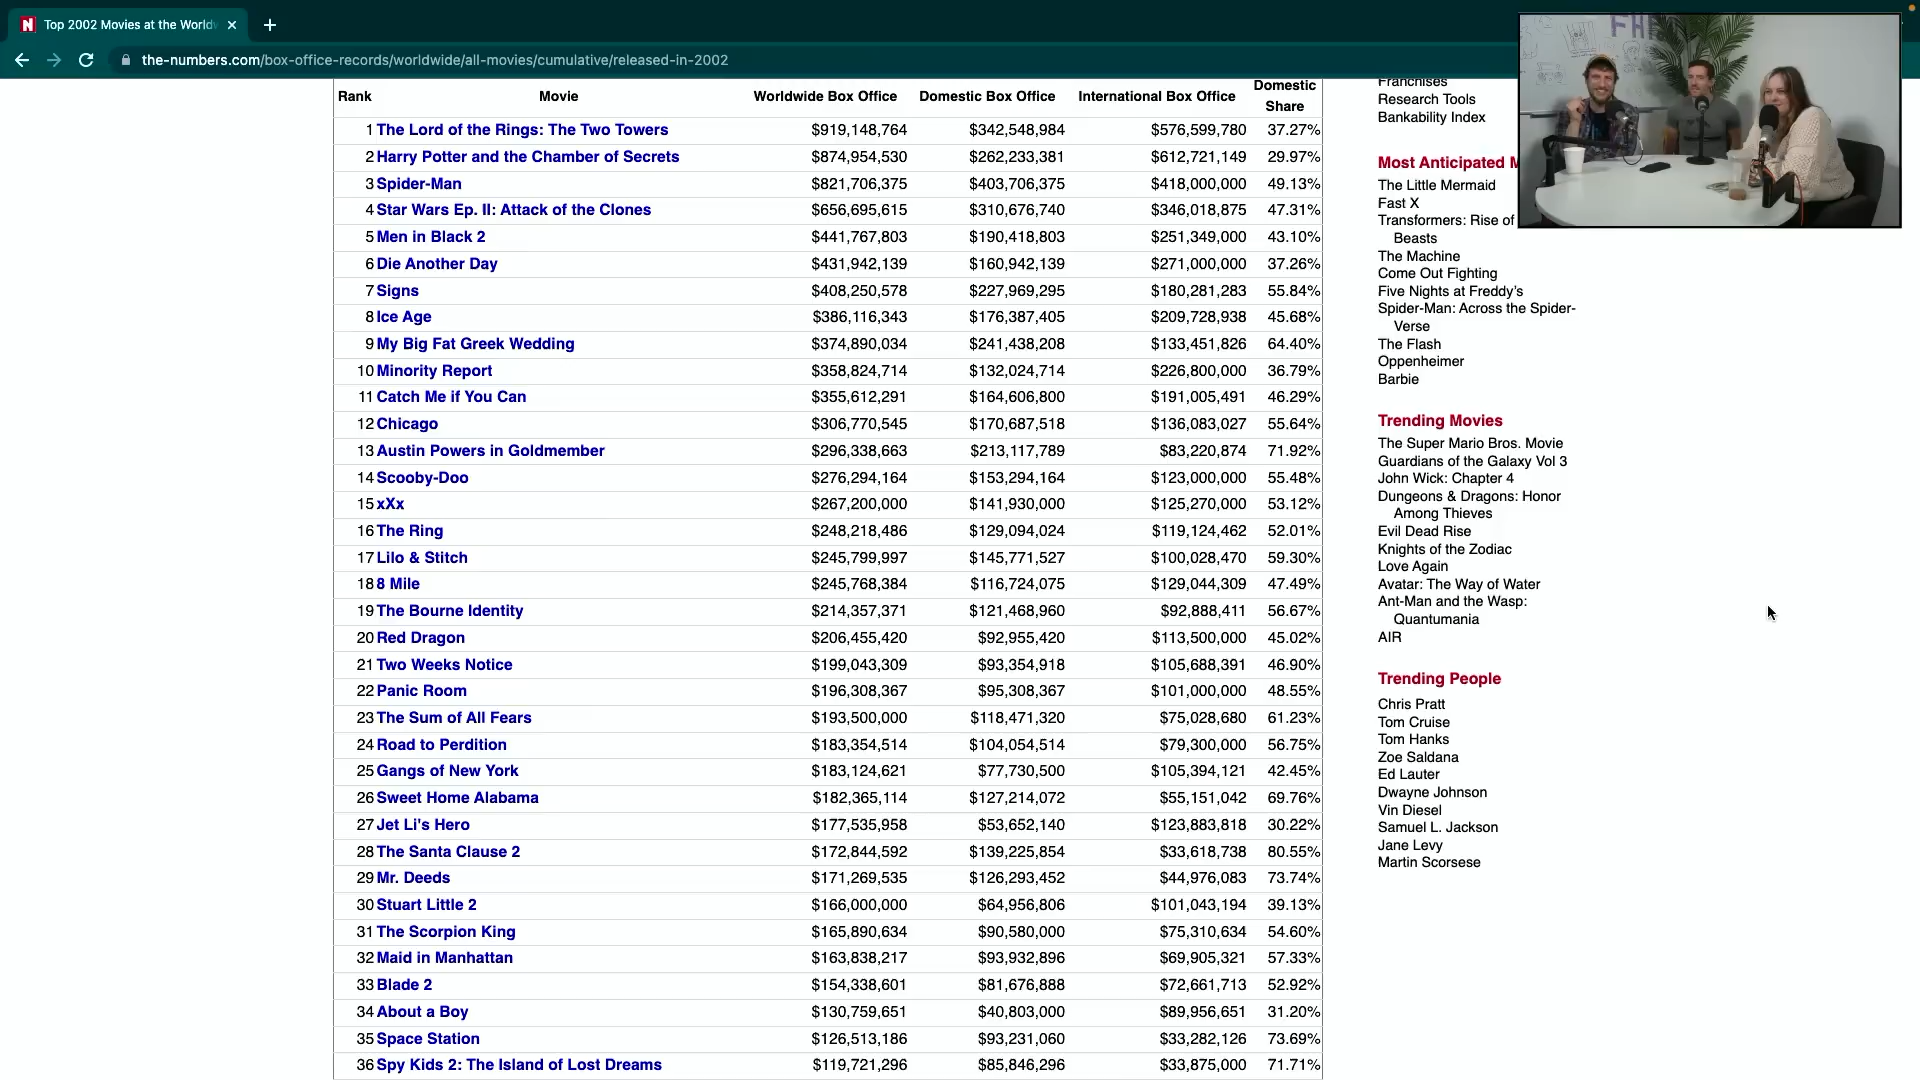 Top 2002 Movies at the Worldw
the-numbers.com/box-office-records/worldwide/all-movies/cumulative/released-in-2002
Rank Movie Worldwide Box Office Domestic Box Office International Box Office Domestic Share
1 The Lord of the Rings: The Two Towers $919,148,764 $342,548,984 $576,599,780 37.27%
2 Harry Potter and the Chamber of Secrets $874,954,530 $262,233,381 $612,721,149 29.97%
3 Spider-Man $821,706,375 $403,706,375 $418,000,000 49.13%
4 Star Wars Ep. II: Attack of the Clones $656,695,615 $310,676,740 $346,018,875 47.31%
5 Men in Black 2 $441,767,803 $190,418,803 $251,349,000 43.10%
6 Die Another Day $431,942,139 $160,942,139 $271,000,000 37.26%
7 Signs $408,250,578 $227,969,295 $180,281,283 55.84%
8 Ice Age $386,116,343 $176,387,405 $209,728,938 45.68%
9 My Big Fat Greek Wedding $374,890,034 $241,438,208 $133,451,826 64.40%
10 Minority Report $358,824,714 $132,024,714 $226,800,000 36.79%
11 Catch Me if You Can $355,612,291 $164,606,800 $191,005,491 46.29%
12 Chicago $306,770,545 $170,687,518 $136,083,027 55.64%
13 Austin Powers in Goldmember $296,338,663 $213,117,789 $83,220,874 71.92%
14 Scooby-Doo $276,294,164 $153,294,164 $123,000,000 55.48%
15 xXx $267,200,000 $141,930,000 $125,270,000 53.12%
16 The Ring $248,218,486 $129,094,024 $119,124,462 52.01%
17 Lilo & Stitch $245,799,997 $145,771,527 $100,028,470 59.30%
18 8 Mile $245,768,384 $116,724,075 $129,044,309 47.49%
19 The Bourne Identity $214,357,371 $121,468,960 $92,888,411 56.67%
20 Red Dragon $206,455,420 $92,955,420 $113,500,000 45.02%
21 Two Weeks Notice $199,043,309 $93,354,918 $105,688,391 46.90%
22 Panic Room $196,308,367 $95,308,367 $101,000,000 48.55%
23 The Sum of All Fears $193,500,000 $118,471,320 $75,028,680 61.23%
24 Road to Perdition $183,354,514 $104,054,514 $79,300,000 56.75%
25 Gangs of New York $183,124,621 $77,730,500 $105,394,121 42.45%
26 Sweet Home Alabama $182,365,114 $127,214,072 $55,151,042 69.76%
27 Jet Li's Hero $177,535,958 $53,652,140 $123,883,818 30.22%
28 The Santa Clause 2 $172,844,592 $139,225,854 $33,618,738 80.55%
29 Mr. Deeds $171,269,535 $126,293,452 $44,976,083 73.74%
30 Stuart Little 2 $166,000,000 $64,956,806 $101,043,194 39.13%
31 The Scorpion King $165,890,634 $90,580,000 $75,310,634 54.60%
32 Maid in Manhattan $163,838,217 $93,932,896 $69,905,321 57.33%
33 Blade 2 $154,338,601 $81,676,888 $72,661,713 52.92%
34 About a Boy $130,759,651 $40,803,000 $89,956,651 31.20%
35 Space Station $126,513,186 $93,231,060 $33,282,126 73.69%
36 Spy Kids 2: The Island of Lost Dreams $119,721,296 $85,846,296 $33,875,000 71.71%
Franchises
Research Tools
Bankability Index
Most Anticipated M
The Little Mermaid
Fast X
Transformers: Rise of
Beasts
The Machine
Come Out Fighting
Five Nights at Freddy's
Spider-Man: Across the Spider-
Verse
The Flash
Oppenheimer
Barbie
Trending Movies
The Super Mario Bros. Movie
Guardians of the Galaxy Vol 3
John Wick: Chapter 4
Dungeons & Dragons: Honor
Among Thieves
Evil Dead Rise
Knights of the Zodiac
Love Again
Avatar: The Way of Water
Ant-Man and the Wasp:
Quantumania
AIR
Trending People
Chris Pratt
Tom Cruise
Tom Hanks
Zoe Saldana
Ed Lauter
Dwayne Johnson
Vin Diesel
Samuel L. Jackson
Jane Levy
Martin Scorsese